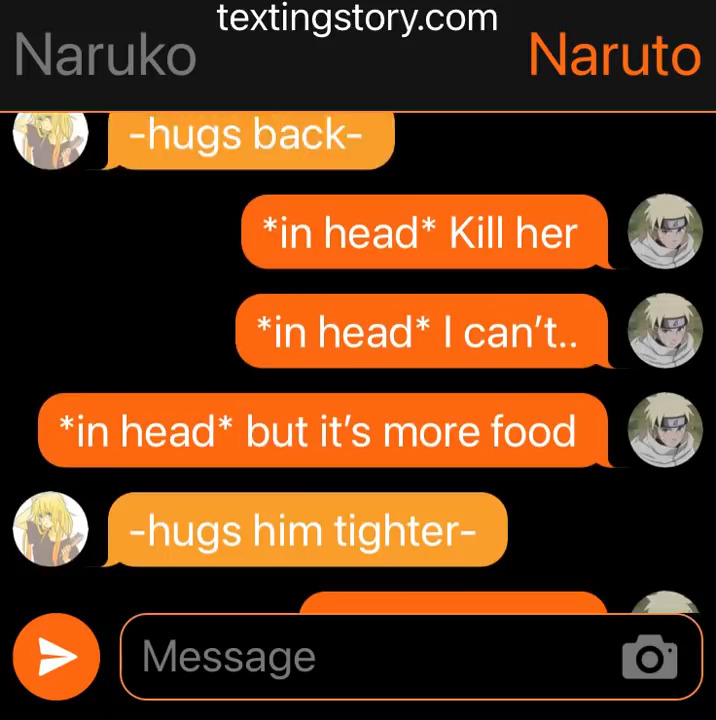 textingstory.com
Naruko
Naruto
-hugs back-
*in head* Kill her
*in head* I can't..
*in head* but it's more food
-hugs him tighter-
Message